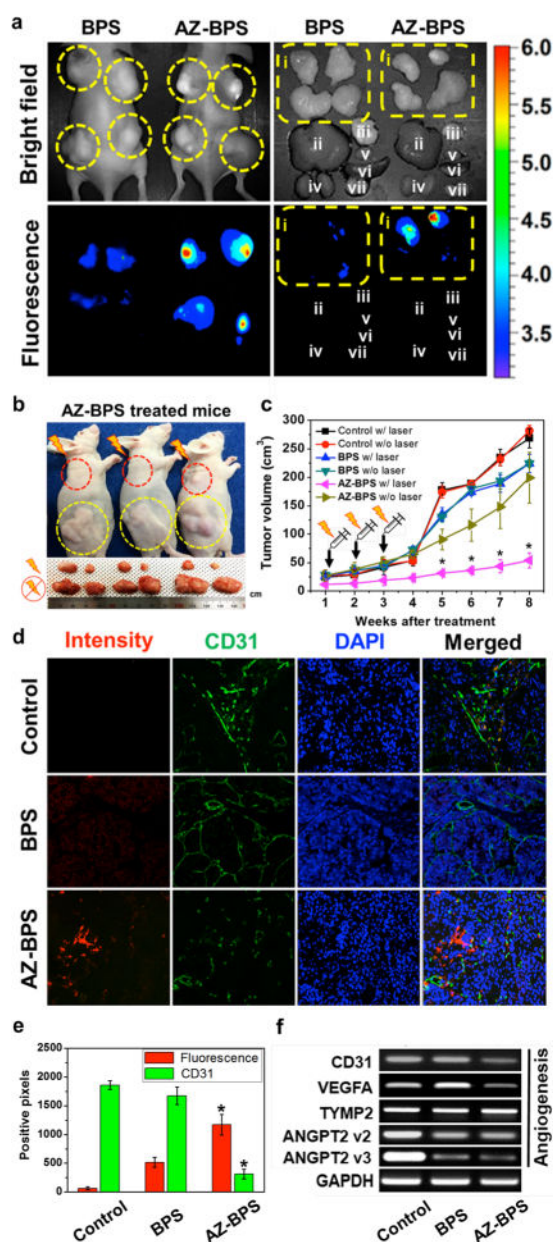 a
BPS AZ-BPS BPS AZ-BPS
Bright field
i i
ii iii ii iii
v v
vi vi
iv vii iv vii
Fluorescence
i i
ii iii ii iii
v v
vi vi
iv vii iv vii
6.0
5.5
5.0
4.5
4.0
3.5
b
AZ-BPS treated mice
cm
c
Tumor volume (cm³)
300
250
200
150
100
50
0
Control w/ laser
Control w/o laser
BPS w/ laser
BPS w/o laser
AZ-BPS w/ laser
AZ-BPS w/o laser
* * * *
1 2 3 4 5 6 7 8
Weeks after treatment
d
Intensity CD31 DAPI Merged
Control
BPS
AZ-BPS
e
Positive pixels
2000
1500
1000
500
0
Fluorescence
CD31
*
*
Control BPS AZ-BPS
f
CD31
VEGFA
TYMP2
ANGPT2 v2
ANGPT2 v3
GAPDH
Angiogenesis
Control BPS AZ-BPS